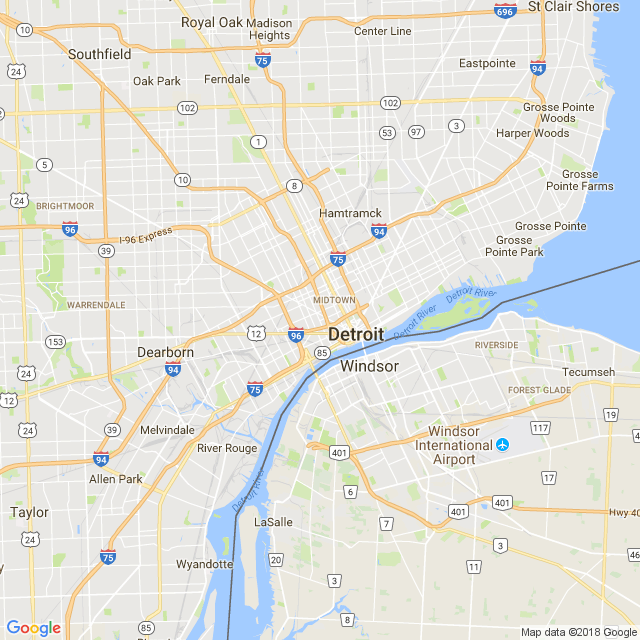 St Clair Shores
Royal Oak
Madison
Heights
10
696
Center Line
Southfield
75
Eastpointe
24
94
Oak Park
Ferndale
102
102
Grosse Pointe
Woods
3
53
97
Harper Woods
1
5
Grosse
Pointe Farms
10
8
24
BRIGHTMOOR
Hamtramck
96
I-96 Express
94
Grosse Pointe
39
Grosse
Pointe Park
75
Detroit River
WARRENDALE
MIDTOWN
Detroit River
12
96
Detroit
153
RIVERSIDE
Dearborn
85
Windsor
94
Tecumseh
75
FOREST GLADE
12
19
39
117
Melvindale
Windsor
International
Airport
River Rouge
401
24
94
Allen Park
17
Detroit River
6
401
Taylor
401
Hwy 40
LaSalle
7
24
3
75
46
Wyandotte
20
11
3
8
85
Google
Map data ©2018 Google